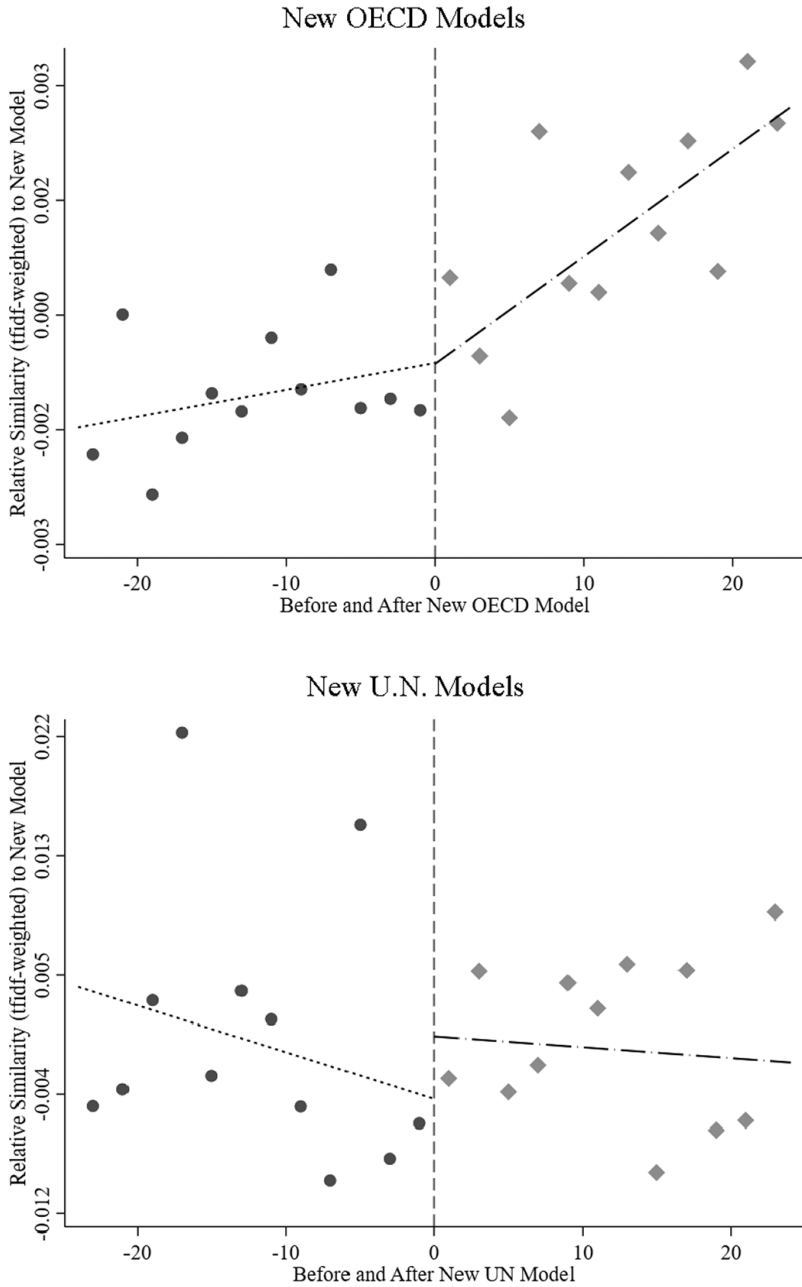 New OECD Models
Relative Similarity (tfidf-weighted) to New Model
0.003
0.002
0.000
-0.002
-0.003
-20 -10 0 10 20
Before and After New OECD Model
New U.N. Models
Relative Similarity (tfidf-weighted) to New Model
0.022
0.013
0.005
-0.004
-0.012
-20 -10 0 10 20
Before and After New UN Model